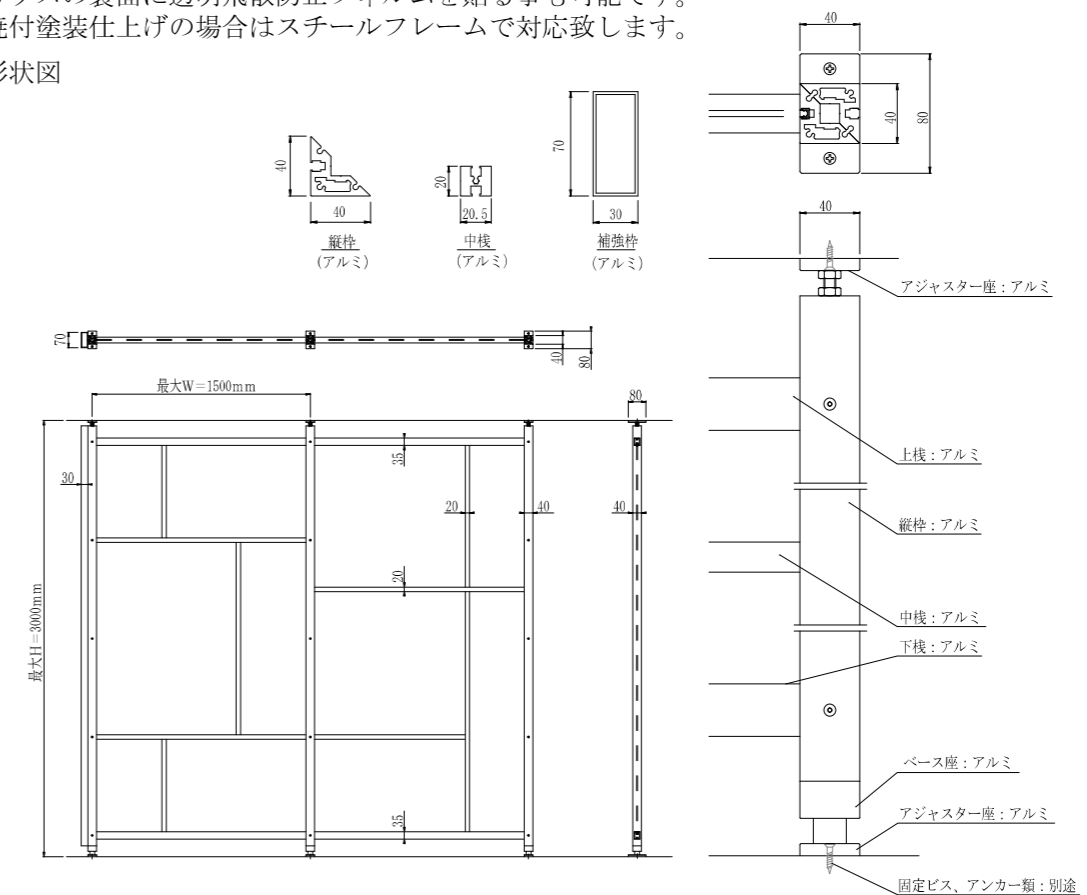 の裏面に透明飛散防止フィルムを貼る事も可能です。
焼付塗装仕上げの場合はスチールフレームで対応致します。
形状図
40
40
縦枠
(アルミ)
20
20.5
中桟
(アルミ)
70
30
補強枠
(アルミ)
40
40
80
70
40
80
最大W＝1500mm
80
最大H＝3000mm
30
35
20
40
20
35
40
40
アジャスター座：アルミ
上桟：アルミ
縦枠：アルミ
中桟：アルミ
下桟：アルミ
ベース座：アルミ
アジャスター座：アルミ
固定ビス、アンカー類：別途